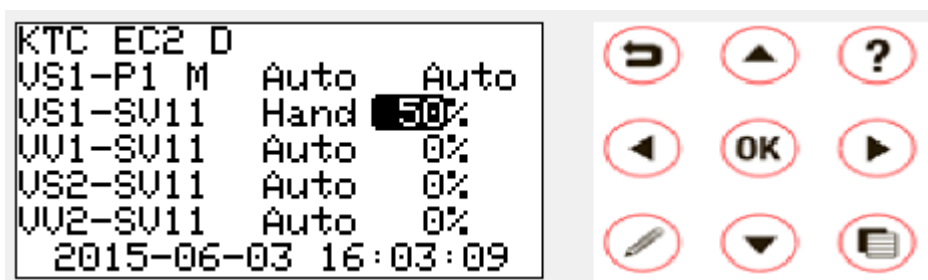 KTC EC2 D
VS1-P1 M Auto Auto
VS1-SV11 Hand 50%
VV1-SV11 Auto 0%
VS2-SV11 Auto 0%
VV2-SV11 Auto 0%
2015-06-03 16:03:09
?
OK